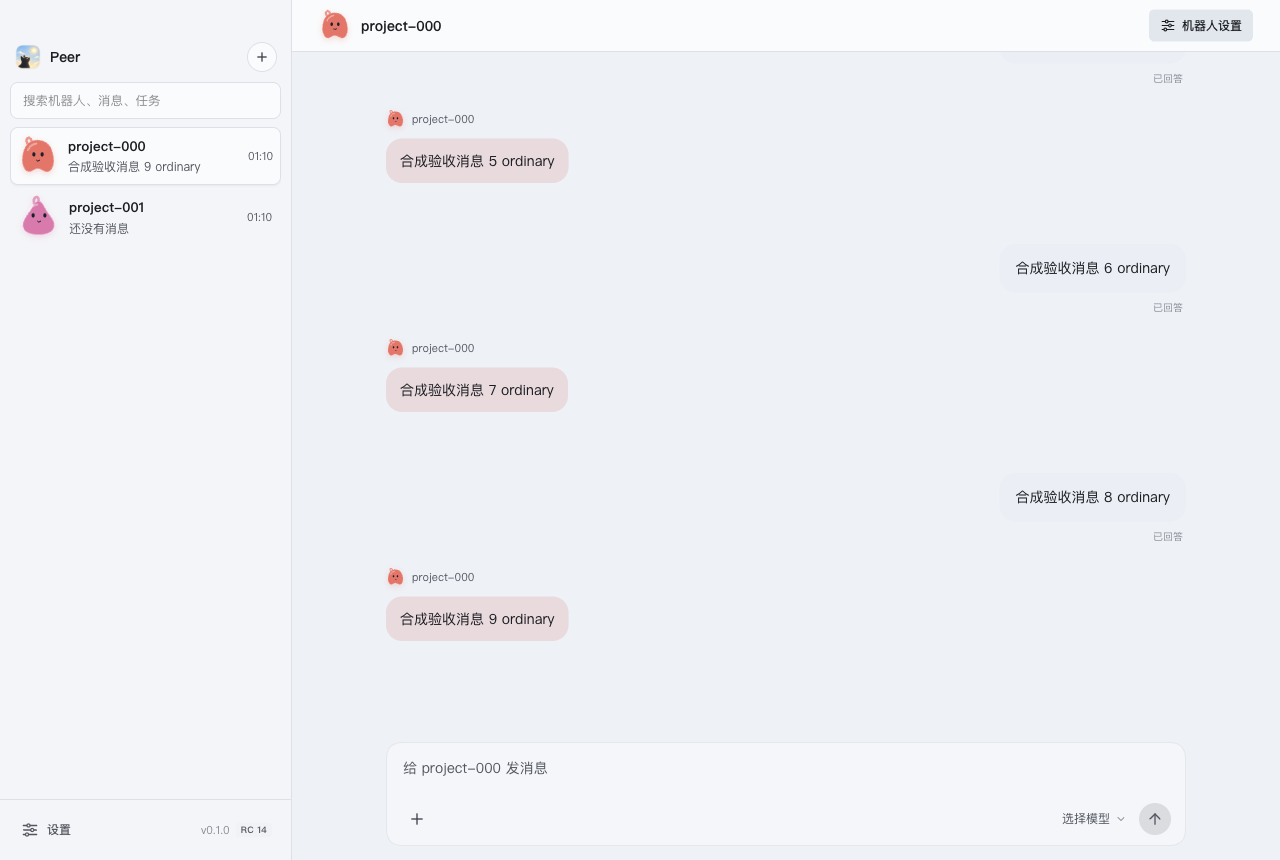 Peer
搜索机器人、消息、任务
project-000
合成验收消息 9 ordinary
01:10
project-001
还没有消息
01:10
设置
v0.1.0
RC 14
project-000
机器人设置
已回答
project-000
合成验收消息 5 ordinary
合成验收消息 6 ordinary
已回答
project-000
合成验收消息 7 ordinary
合成验收消息 8 ordinary
已回答
project-000
合成验收消息 9 ordinary
给 project-000 发消息
选择模型